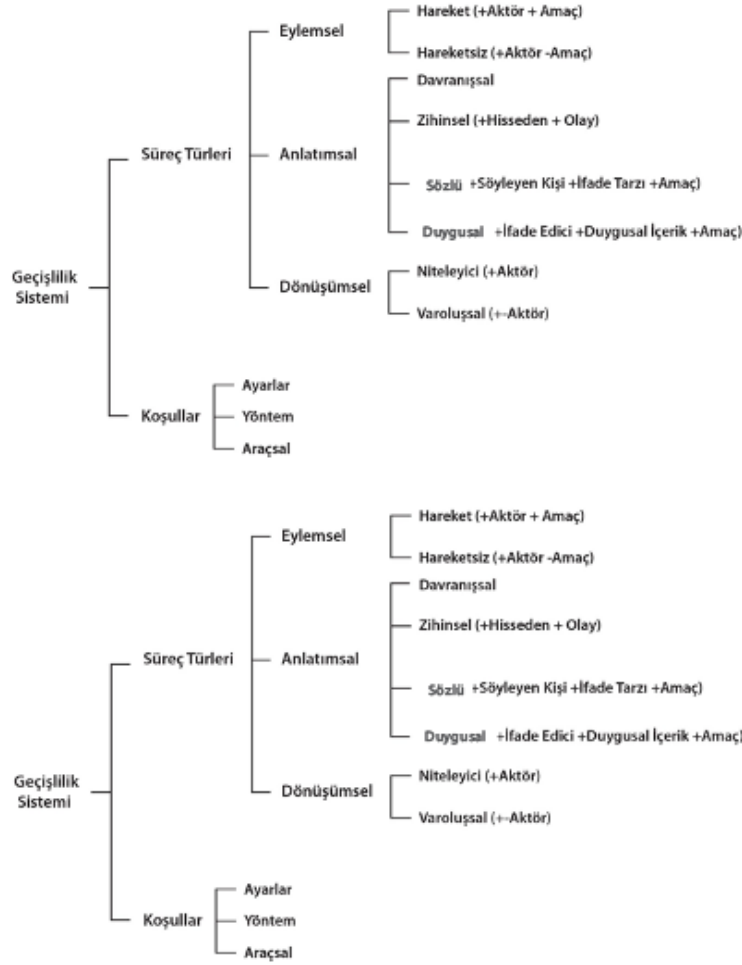 Hareket (+Aktör + Amaç)
Eylemsel
Hareketsiz (+Aktör -Amaç)
Davranışsal
Zihinsel (+Hisseden + Olay)
Süreç Türleri
Anlatımsal
Sözlü +Söyleyen Kişi +İfade Tarzı +Amaç)
Duygusal +İfade Edici +Duygusal İçerik +Amaç)
Geçişlilik
Sistemi
Niteleyici (+Aktör)
Dönüşümsel
Varoluşsal (+-Aktör)
Ayarlar
Koşullar
Yöntem
Araçsal
Hareket (+Aktör + Amaç)
Eylemsel
Hareketsiz (+Aktör -Amaç)
Davranışsal
Zihinsel (+Hisseden + Olay)
Süreç Türleri
Anlatımsal
Sözlü +Söyleyen Kişi +İfade Tarzı +Amaç)
Duygusal +İfade Edici +Duygusal İçerik +Amaç)
Geçişlilik
Sistemi
Niteleyici (+Aktör)
Dönüşümsel
Varoluşsal (+-Aktör)
Ayarlar
Koşullar
Yöntem
Araçsal